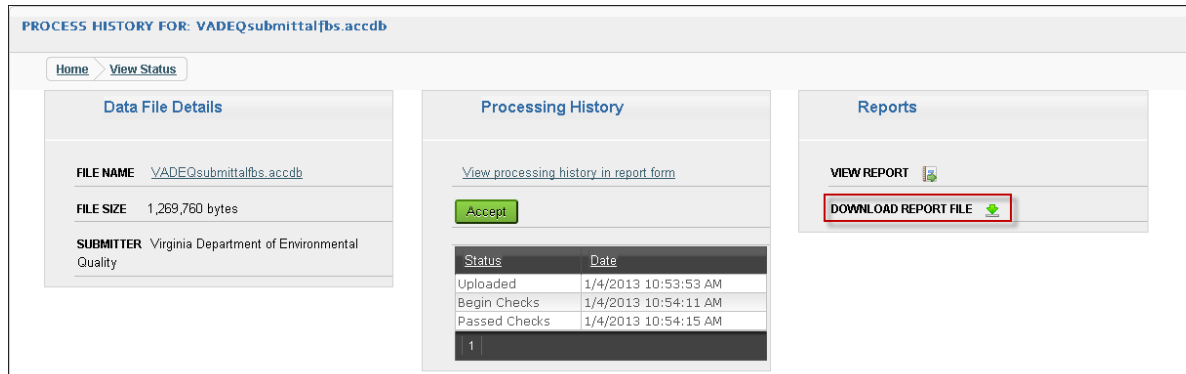 PROCESS HISTORY FOR: VADEQsubmittalfbs.accdb
Home View Status
Data File Details
FILE NAME VADEQsubmittalfbs.accdb
FILE SIZE 1,269,760 bytes
SUBMITTER Virginia Department of Environmental
Quality
Processing History
View processing history in report form
Accept
Status Date
Uploaded 1/4/2013 10:53:53 AM
Begin Checks 1/4/2013 10:54:11 AM
Passed Checks 1/4/2013 10:54:15 AM
1
Reports
VIEW REPORT
DOWNLOAD REPORT FILE